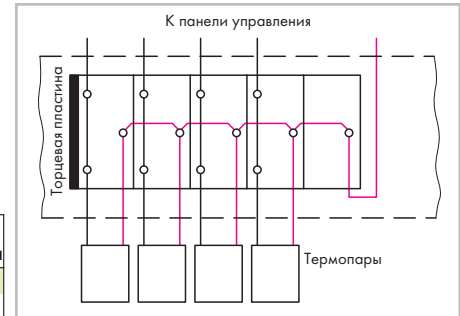 К панели управления
Торцевая пластина
Термопары